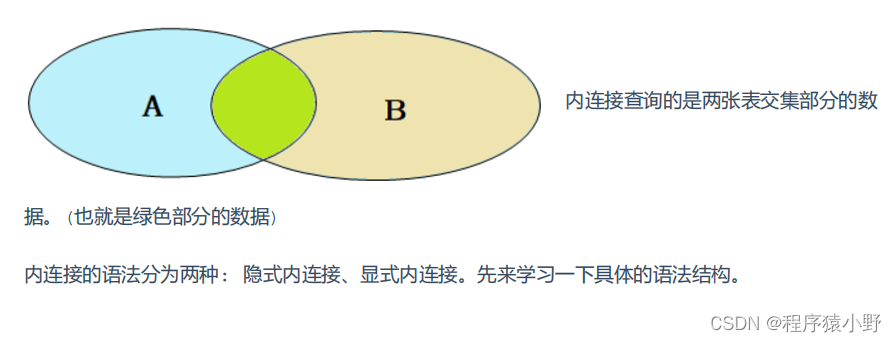 A
B
内连接查询的是两张表交集部分的数
据。(也就是绿色部分的数据)
内连接的语法分为两种: 隐式内连接、显式内连接。先来学习一下具体的语法结构。
CSDN @程序猿小野